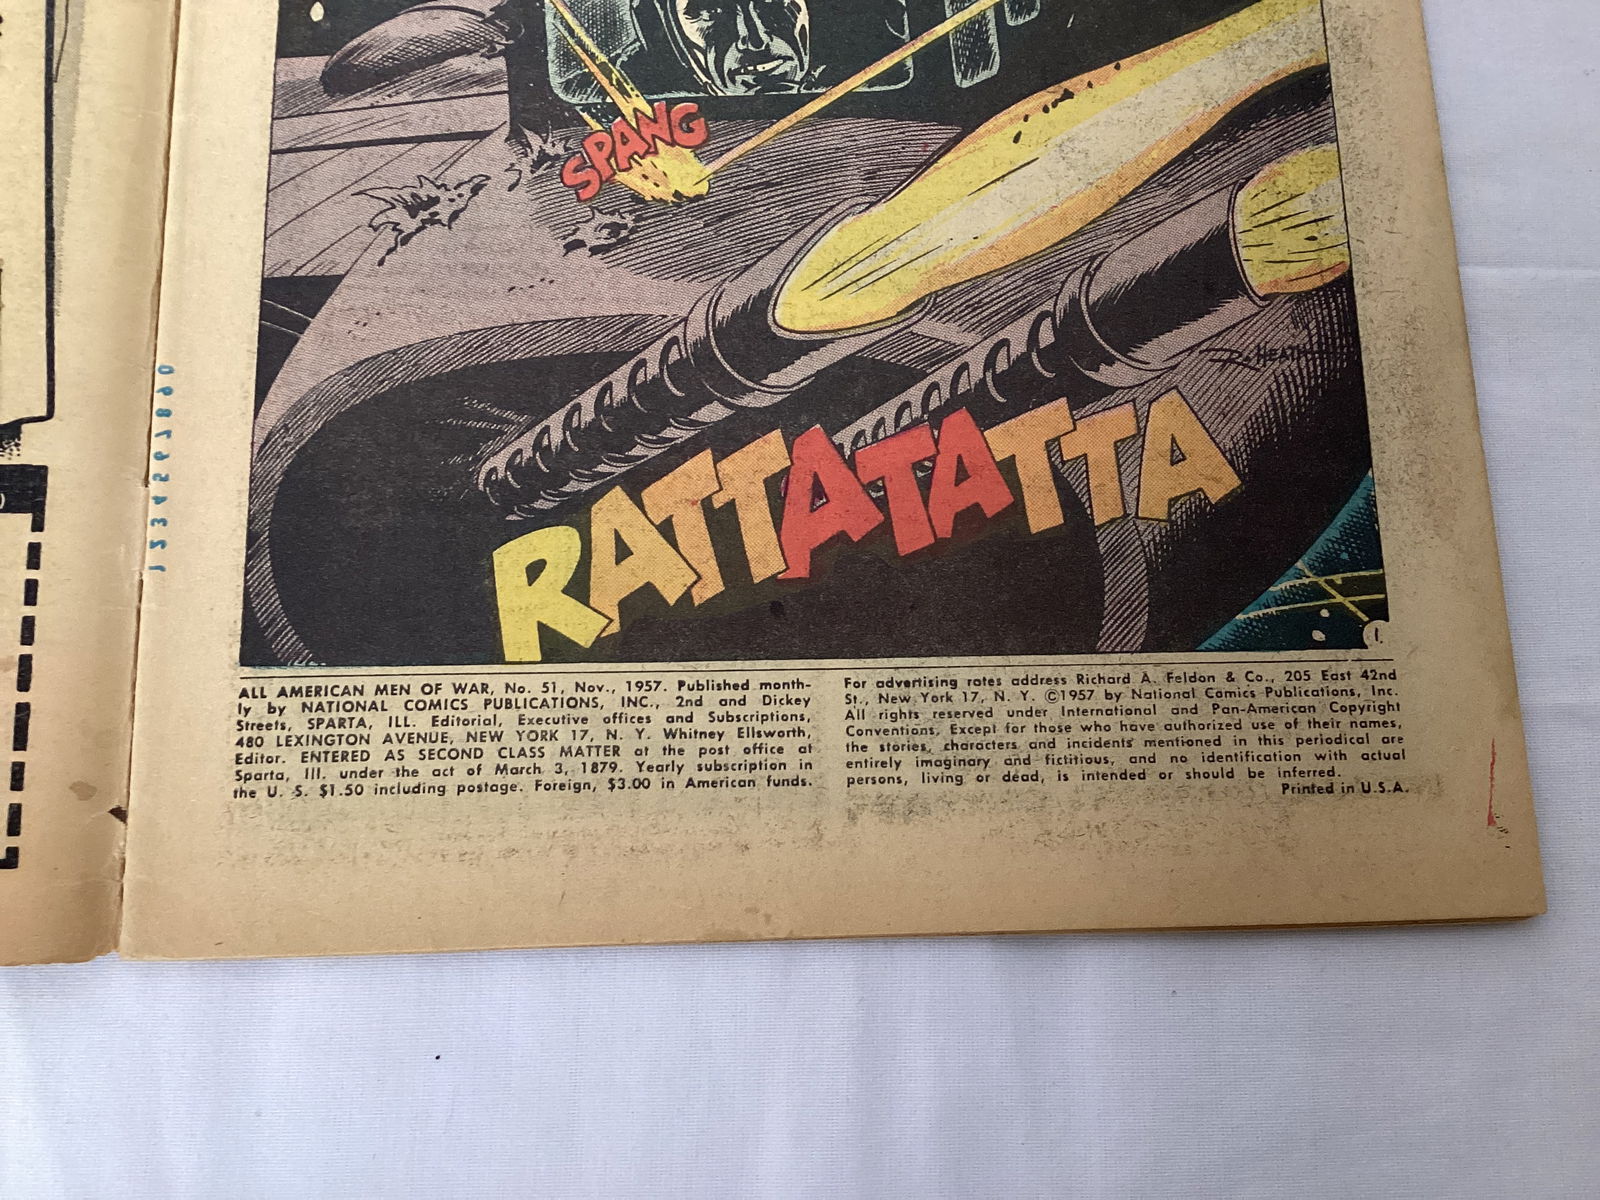 SPANG
R. HEATH
RATTATATATTA
1.
1234567890
ALL AMERICAN MEN OF WAR, No. 51, Nov., 1957. Published month-
ly by NATIONAL COMICS PUBLICATIONS, INC., 2nd and Dickey
Streets, SPARTA, ILL. Editorial, Executive offices and Subscriptions,
480 LEXINGTON AVENUE, NEW YORK 17, N. Y. Whitney Ellsworth,
Editor. ENTERED AS SECOND CLASS MATTER at the post office at
Sparta, Ill. under the act of March 3, 1879. Yearly subscription in
the U. S. $1.50 including postage. Foreign, $3.00 in American funds.
For advertising rates address Richard A. Feldon & Co., 205 East 42nd
St., New York 17, N. Y. ©1957 by National Comics Publications, Inc.
All rights reserved under International and Pan-American Copyright
Conventions. Except for those who have authorized use of their names,
the stories, characters and incidents mentioned in this periodical are
entirely imaginary and fictitious, and no identification with actual
persons, living or dead, is intended or should be inferred.
Printed in U.S.A.